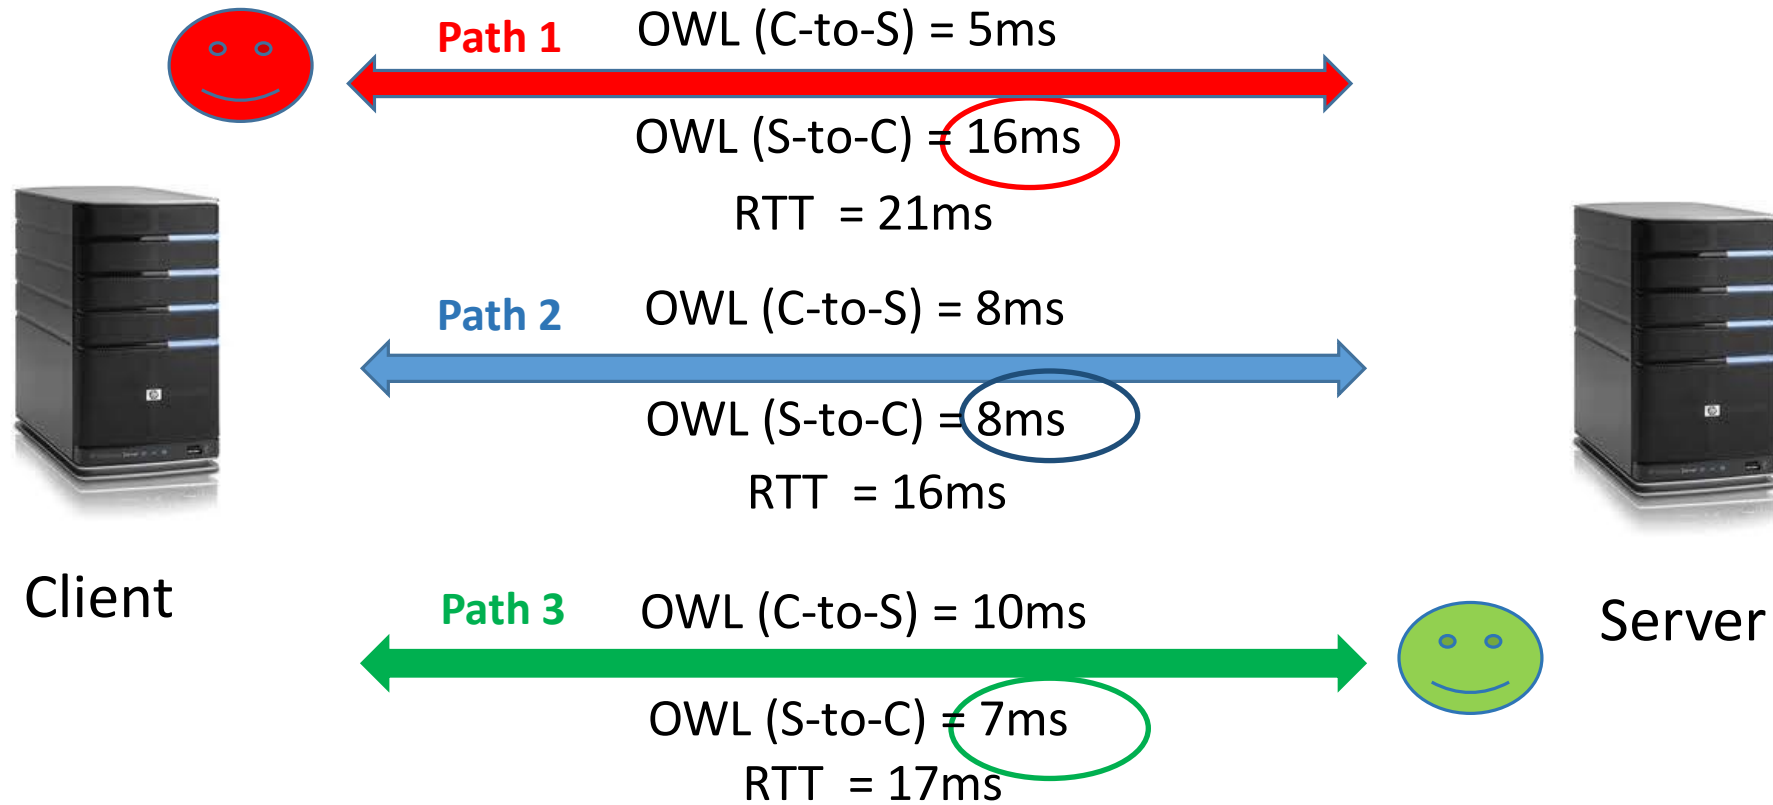 Path 1 OWL (C-to-S) = 5ms
OWL (S-to-C) = 16ms
RTT = 21ms
Path 2 OWL (C-to-S) = 8ms
OWL (S-to-C) = 8ms
RTT = 16ms
Client
Path 3 OWL (C-to-S) = 10ms
Server
OWL (S-to-C) = 7ms
RTT = 17ms